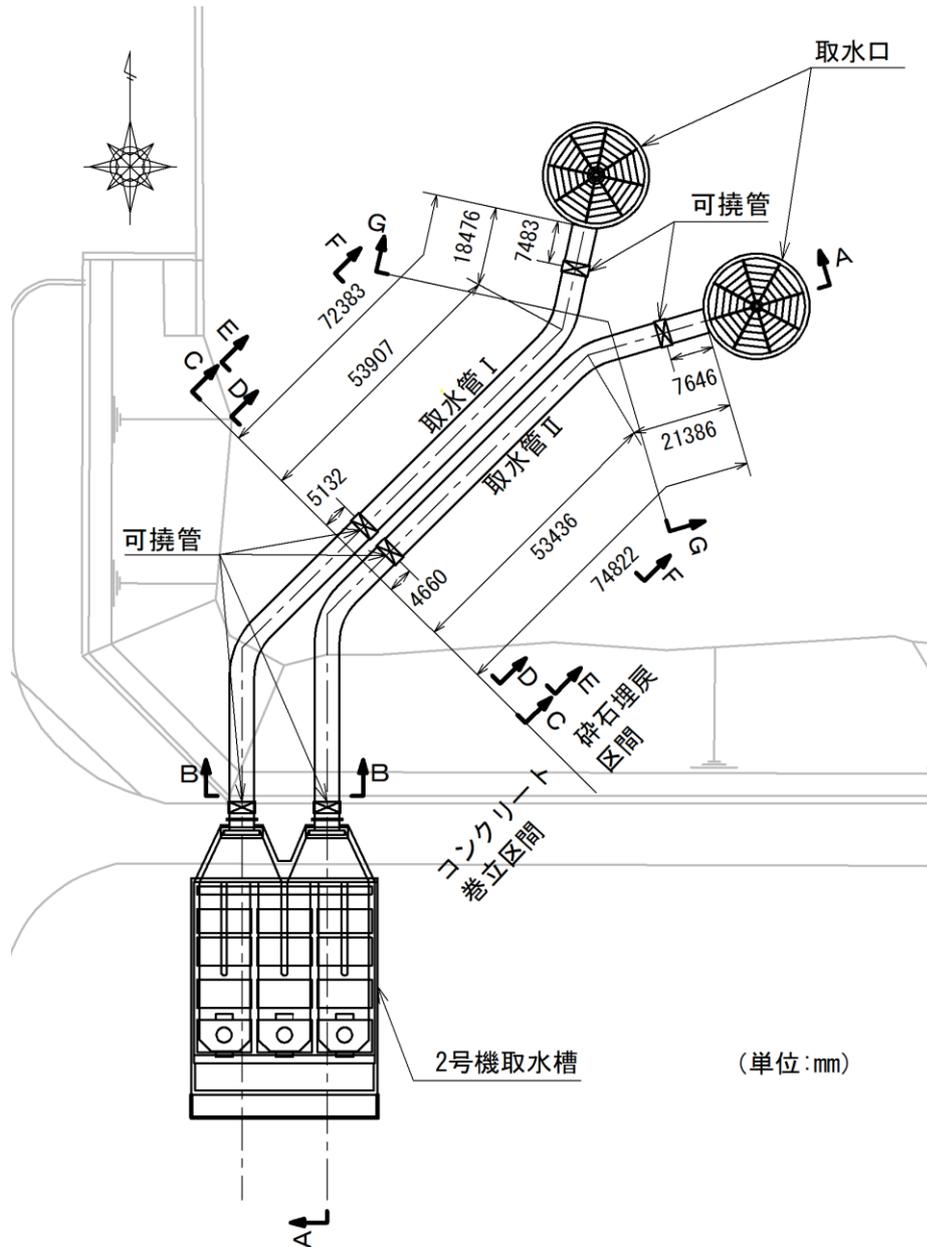 取水口
可撓管
A
G
F
18476
7483
72383
E
C
D
53907
取水管Ⅰ
7646
21386
取水管Ⅱ
5132
可撓管
53436
G
4660
74822
F
D
E
C
砕石埋戻
区間
B
B
コンクリート
巻立区間
2号機取水槽
(単位:mm)
A